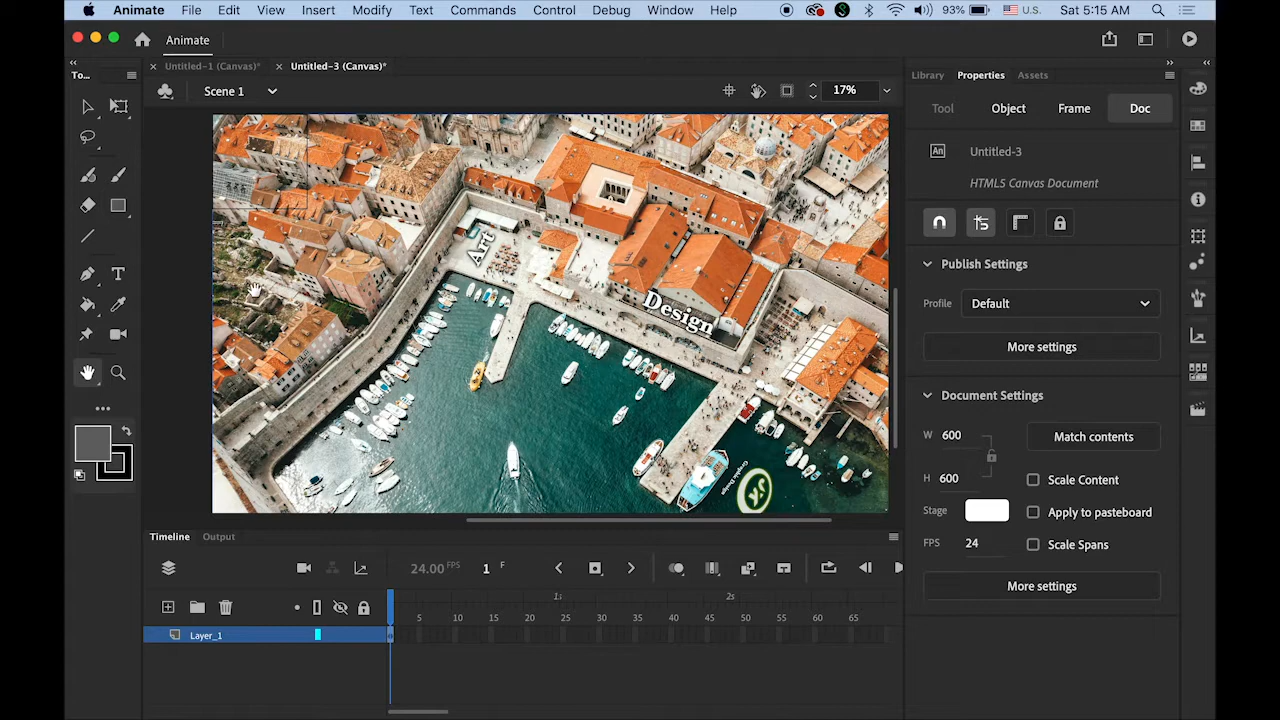 Animate File Edit View Insert Modify Text Commands Control Debug Window Help 93% U.S. Sat 5:15 AM
Animate
To... × Untitled-1 (Canvas)* × Untitled-3 (Canvas)* Library Properties Assets
Scene 1 17%
Tool Object Frame Doc
An Untitled-3
HTML5 Canvas Document
Publish Settings
Profile Default
More settings
Document Settings
W 600 Match contents
H 600 Scale Content
Stage Apply to pasteboard
FPS 24 Scale Spans
More settings
Art
Design
Graphic Design
Timeline Output
24.00 FPS 1 F
1s 2s
5 10 15 20 25 30 35 40 45 50 55 60 65
Layer_1
T